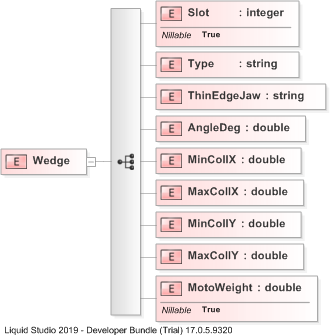 E Slot : integer
Nillable True
E Type : string
E ThinEdgeJaw : string
E AngleDeg : double
E Wedge
E MinCollX : double
E MaxCollX : double
E MinCollY : double
E MaxCollY : double
E MotoWeight : double
Nillable True
Liquid Studio 2019 - Developer Bundle (Trial) 17.0.5.9320